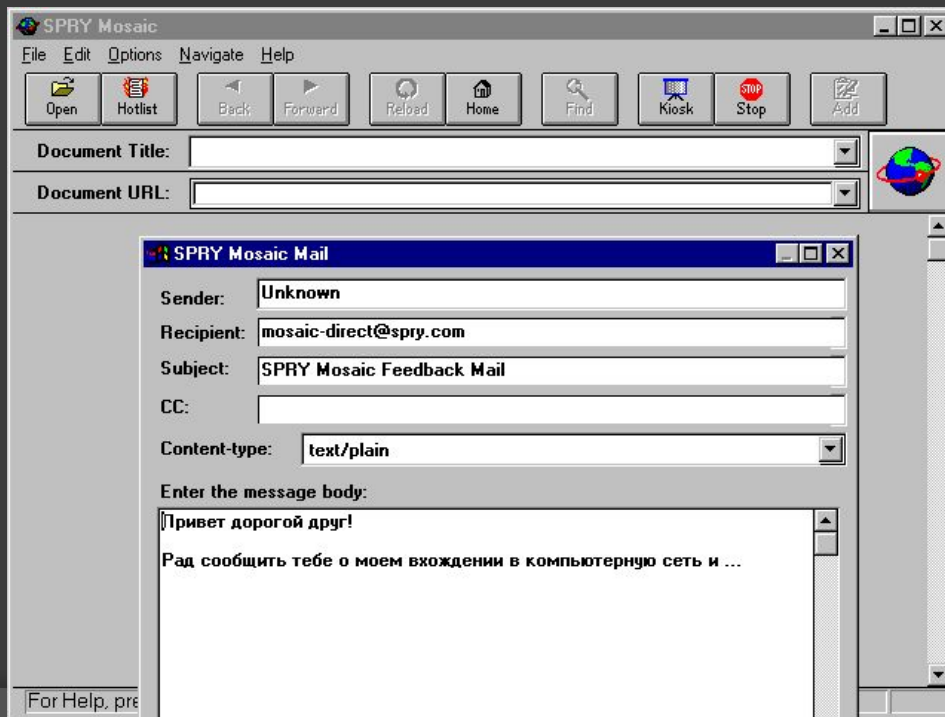 SPRY Mosaic
File Edit Options Navigate Help
Open Hotlist Back Forward Reload Home Find Kiosk Stop Add
STOP
Document Title:
Document URL:
SPRY Mosaic Mail
Sender: Unknown
Recipient: mosaic-direct@spry.com
Subject: SPRY Mosaic Feedback Mail
CC:
Content-type: text/plain
Enter the message body:
Привет дорогой друг!
Рад сообщить тебе о моем вхождении в компьютерную сеть и ...
For Help, pre